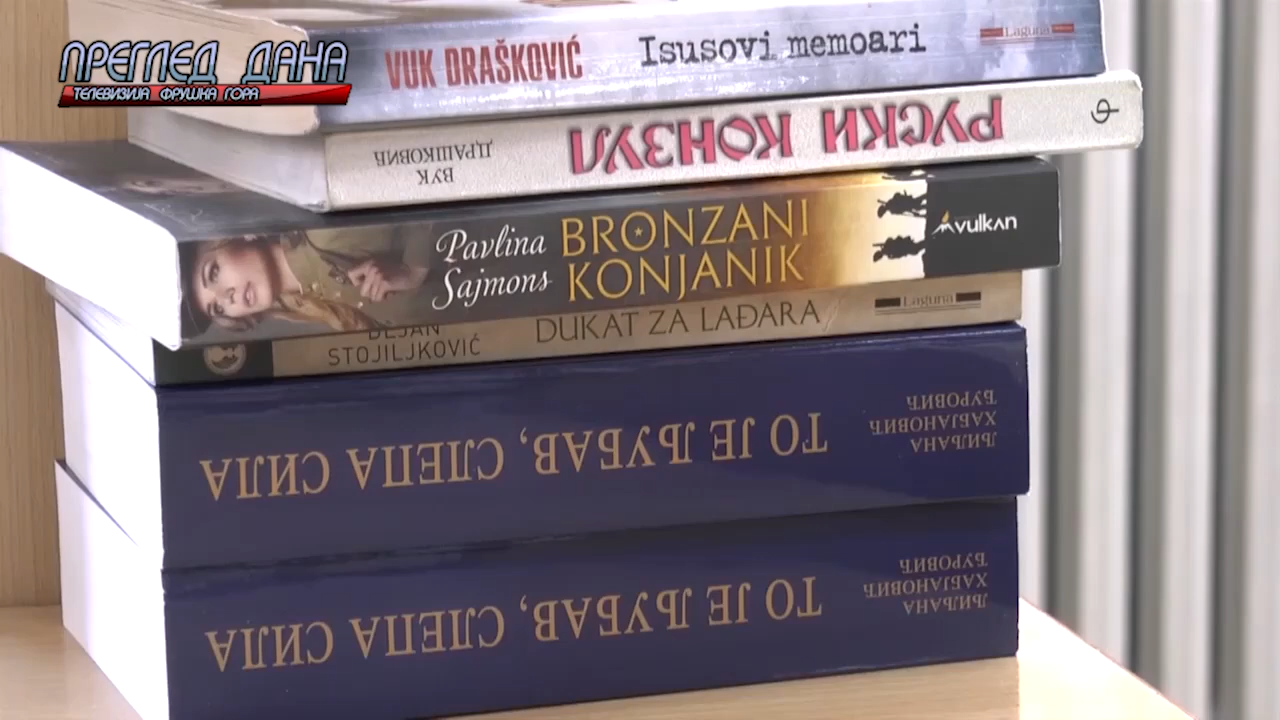 ПРЕГЛЕД ДАНА
ТЕЛЕВИЗИЈА ФРУШКА ГОРА
VUK DRAŠKOVIĆ Isusovi memoari Laguna
РУСКИ КОНЗУЛ
ВУК
ДРАШКОВИЋ
Pavlina
Sajmons
BRONZANI
KONJANIK
vulkan
DEJAN
STOJILJKOVIĆ
DUKAT ZA LAĐARA
Laguna
ЉИЉАНА
ХАБЈАНОВИЋ
ЂУРОВИЋ
ТО ЈЕ ЉУБАВ, СЛЕПА СИЛА
ЉИЉАНА
ХАБЈАНОВИЋ
ЂУРОВИЋ
ТО ЈЕ ЉУБАВ, СЛЕПА СИЛА